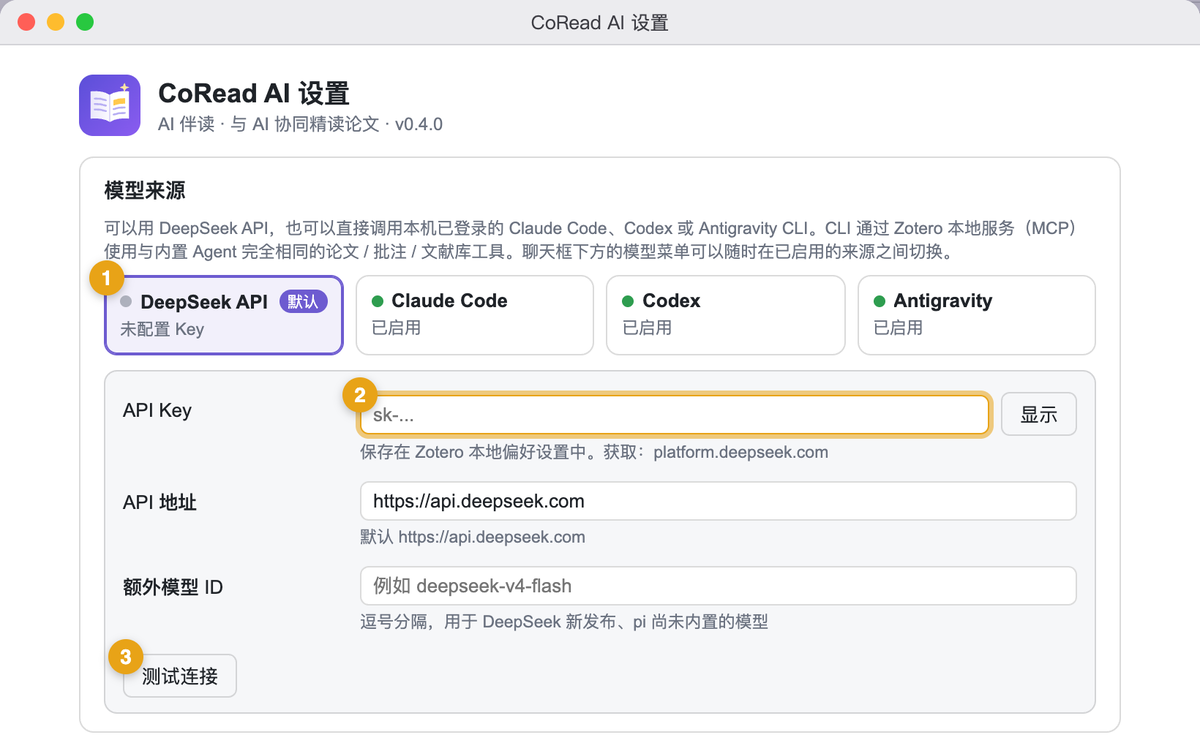 CoRead AI 设置
CoRead AI 设置
AI 伴读 · 与 AI 协同精读论文 · v0.4.0
模型来源
可以用 DeepSeek API，也可以直接调用本机已登录的 Claude Code、Codex 或 Antigravity CLI。CLI 通过 Zotero 本地服务（MCP）
使用与内置 Agent 完全相同的论文 / 批注 / 文献库工具。聊天框下方的模型菜单可以随时在已启用的来源之间切换。
1
DeepSeek API 默认
未配置 Key
Claude Code
已启用
Codex
已启用
Antigravity
已启用
API Key
2
sk-...
显示
保存在 Zotero 本地偏好设置中。获取：platform.deepseek.com
API 地址
https://api.deepseek.com
默认 https://api.deepseek.com
额外模型 ID
例如 deepseek-v4-flash
逗号分隔，用于 DeepSeek 新发布、pi 尚未内置的模型
3
测试连接